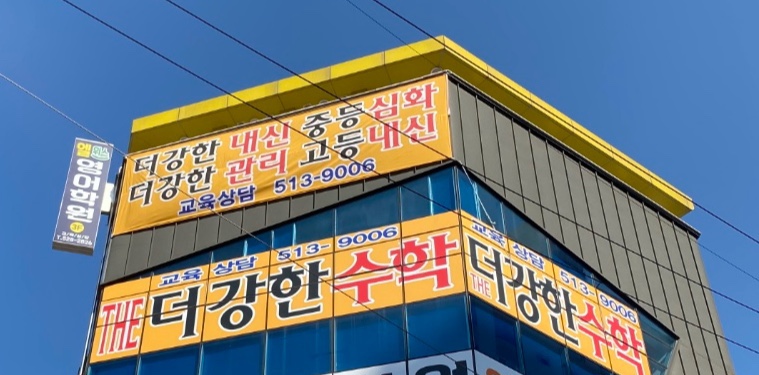 더강한 내신 중등심화
더강한 관리 고등내신
교육상담 513-9006
영어학원
3F
교육 상담 513-9006
THE 더강한수학
교육 상담 513-9006
THE 더강한수학